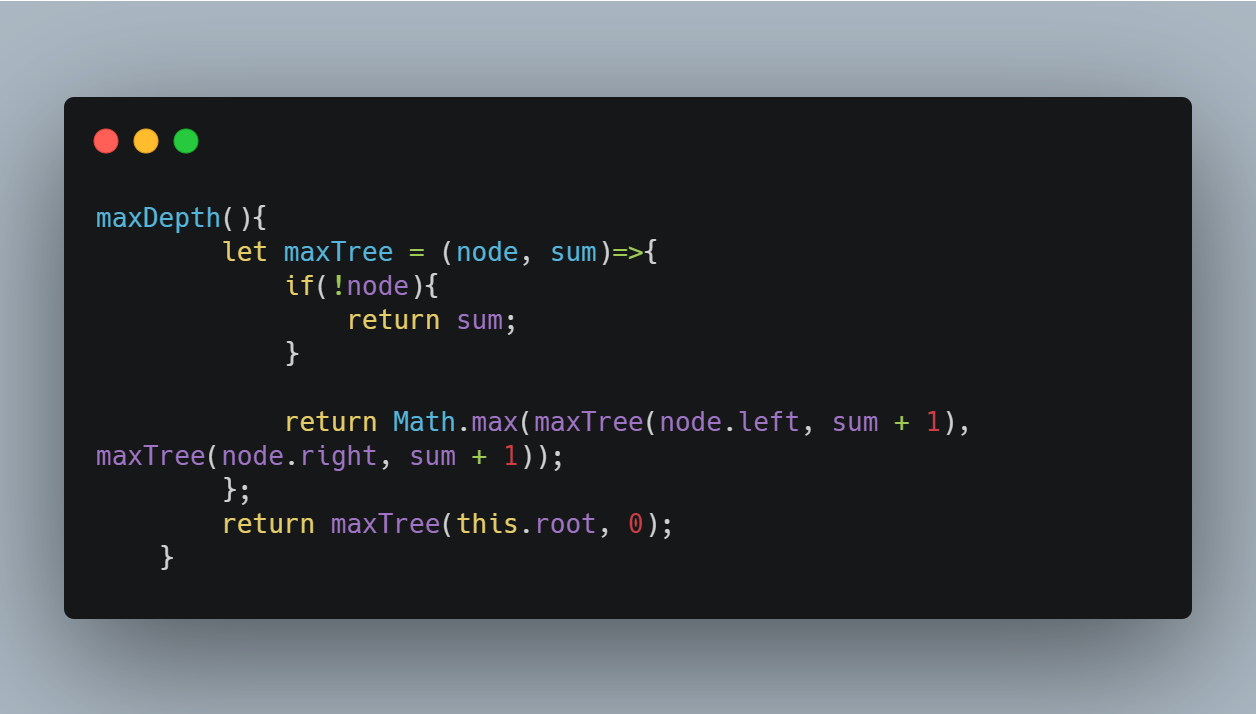 maxDepth(){
        let maxTree = (node, sum)=>{
            if(!node){
                return sum;
            }

            return Math.max(maxTree(node.left, sum + 1),
maxTree(node.right, sum + 1));
        };
        return maxTree(this.root, 0);
    }